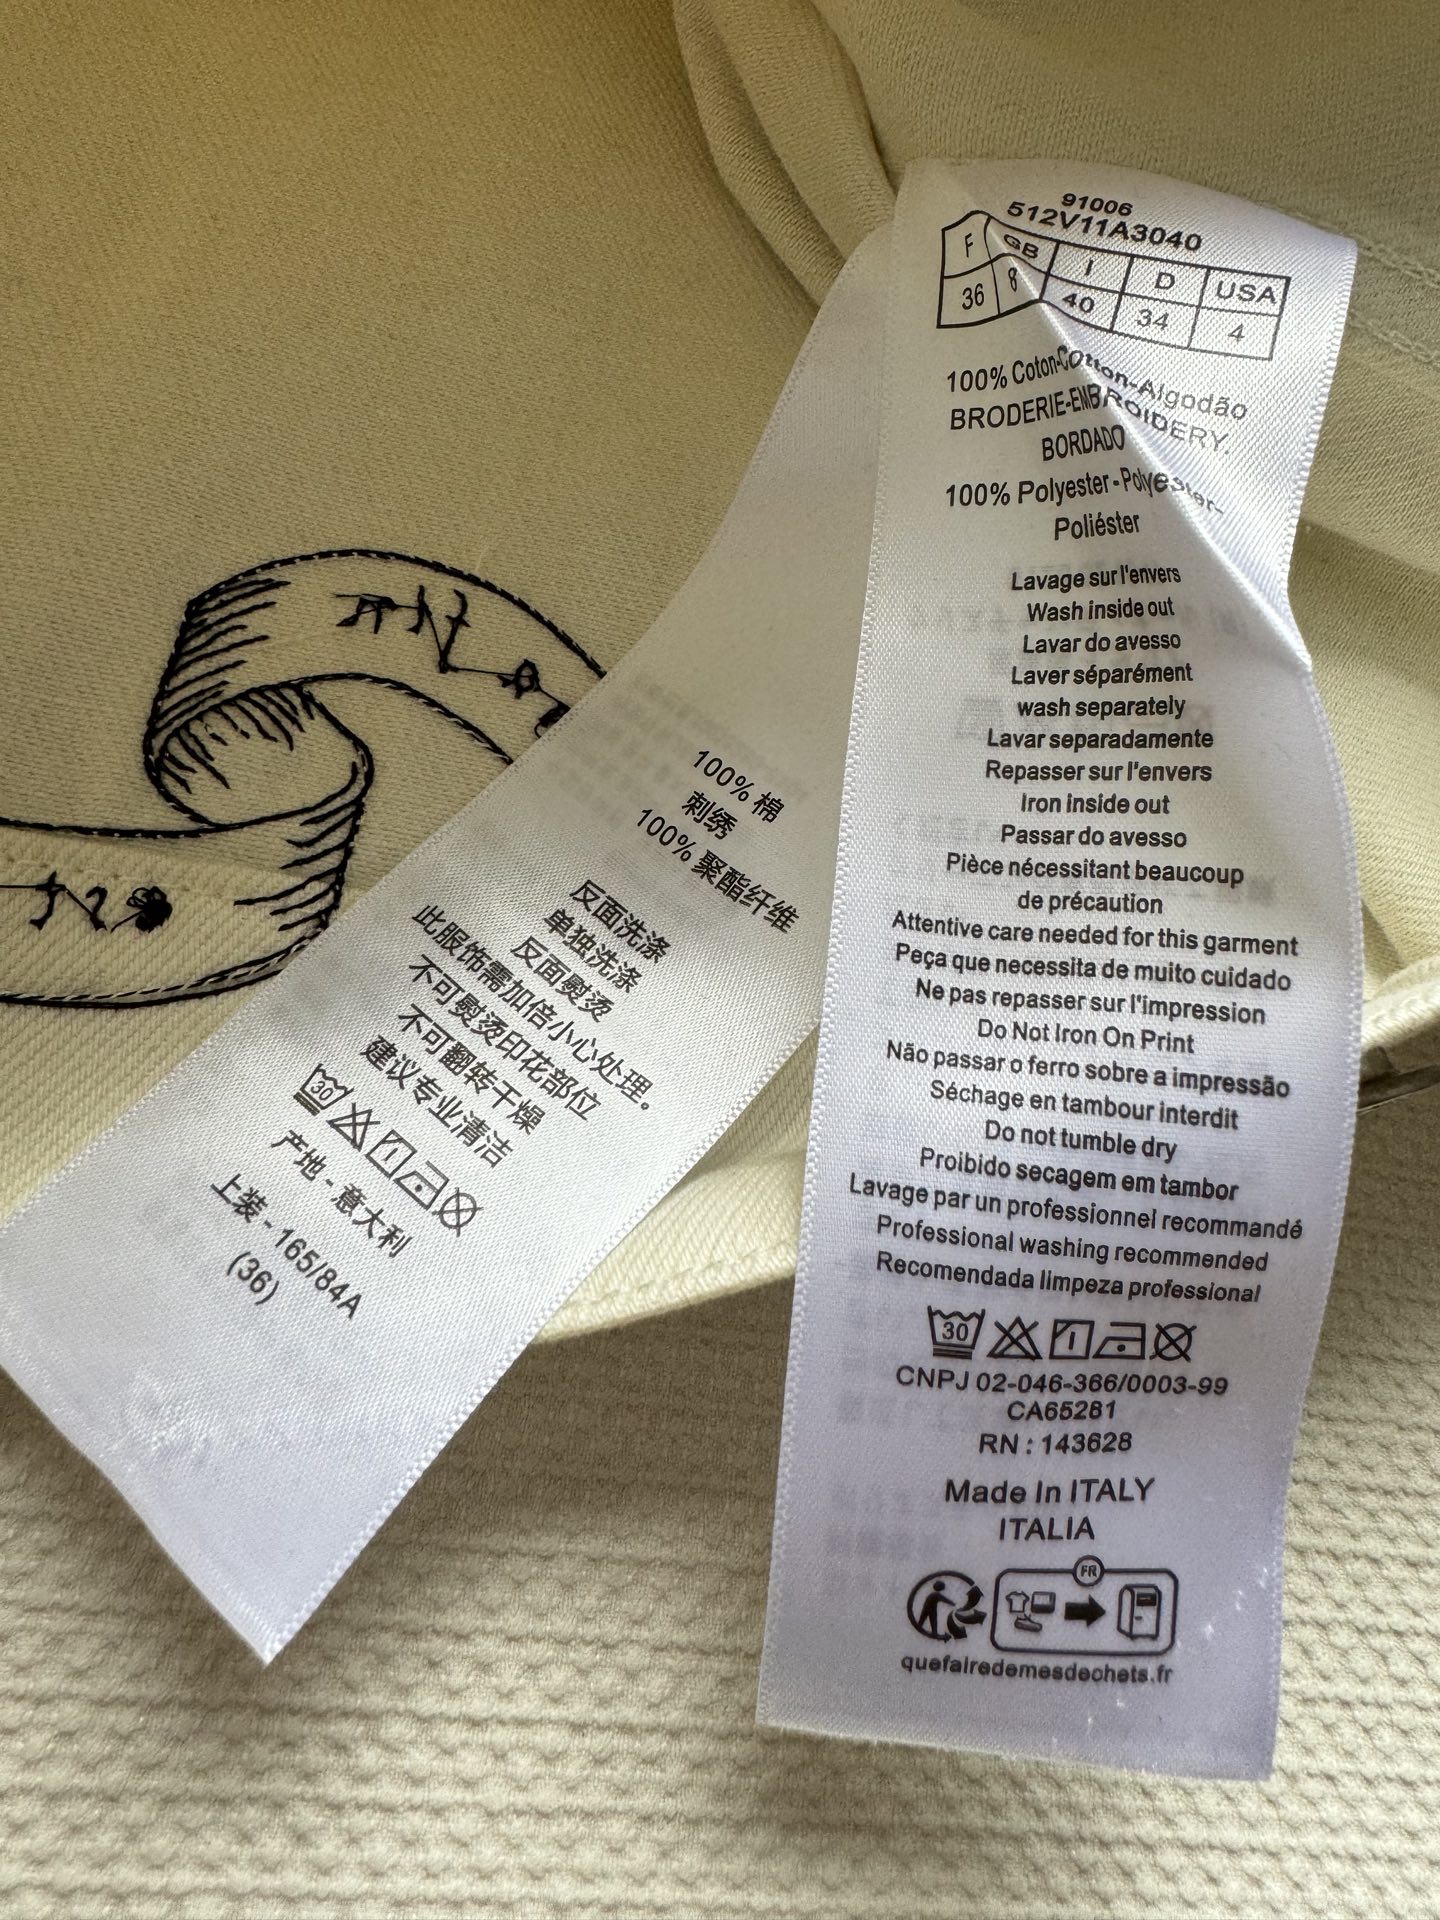 91006
512V11A3040
F GB I D USA
36 8 40 34 4
100% Coton-Cotton-Algodão
BRODERIE-EMBROIDERY.
BORDADO
100% Polyester-Polyester-
Poliéster
Lavage sur l'envers
Wash inside out
Lavar do avesso
Laver séparément
wash separately
Lavar separadamente
Repasser sur l'envers
Iron inside out
Passar do avesso
Pièce nécessitant beaucoup
de précaution
Attentive care needed for this garment
Peça que necessita de muito cuidado
Ne pas repasser sur l'impression
Do Not Iron On Print
Não passar o ferro sobre a impressão
Séchage en tambour interdit
Do not tumble dry
Proibido secagem em tambor
Lavage par un professionnel recommandé
Professional washing recommended
Recomendada limpeza professional
30
CNPJ 02-046-366/0003-99
CA65281
RN : 143628
Made In ITALY
ITALIA
FR
quefairedemesdechets.fr
100% 棉
刺绣
100% 聚酯纤维
反面洗涤
单独洗涤
反面熨烫
此服饰需加倍小心处理。
不可熨烫印花部位
不可翻转干燥
建议专业清洁
30
产地-意大利
上装-165/84A
(36)